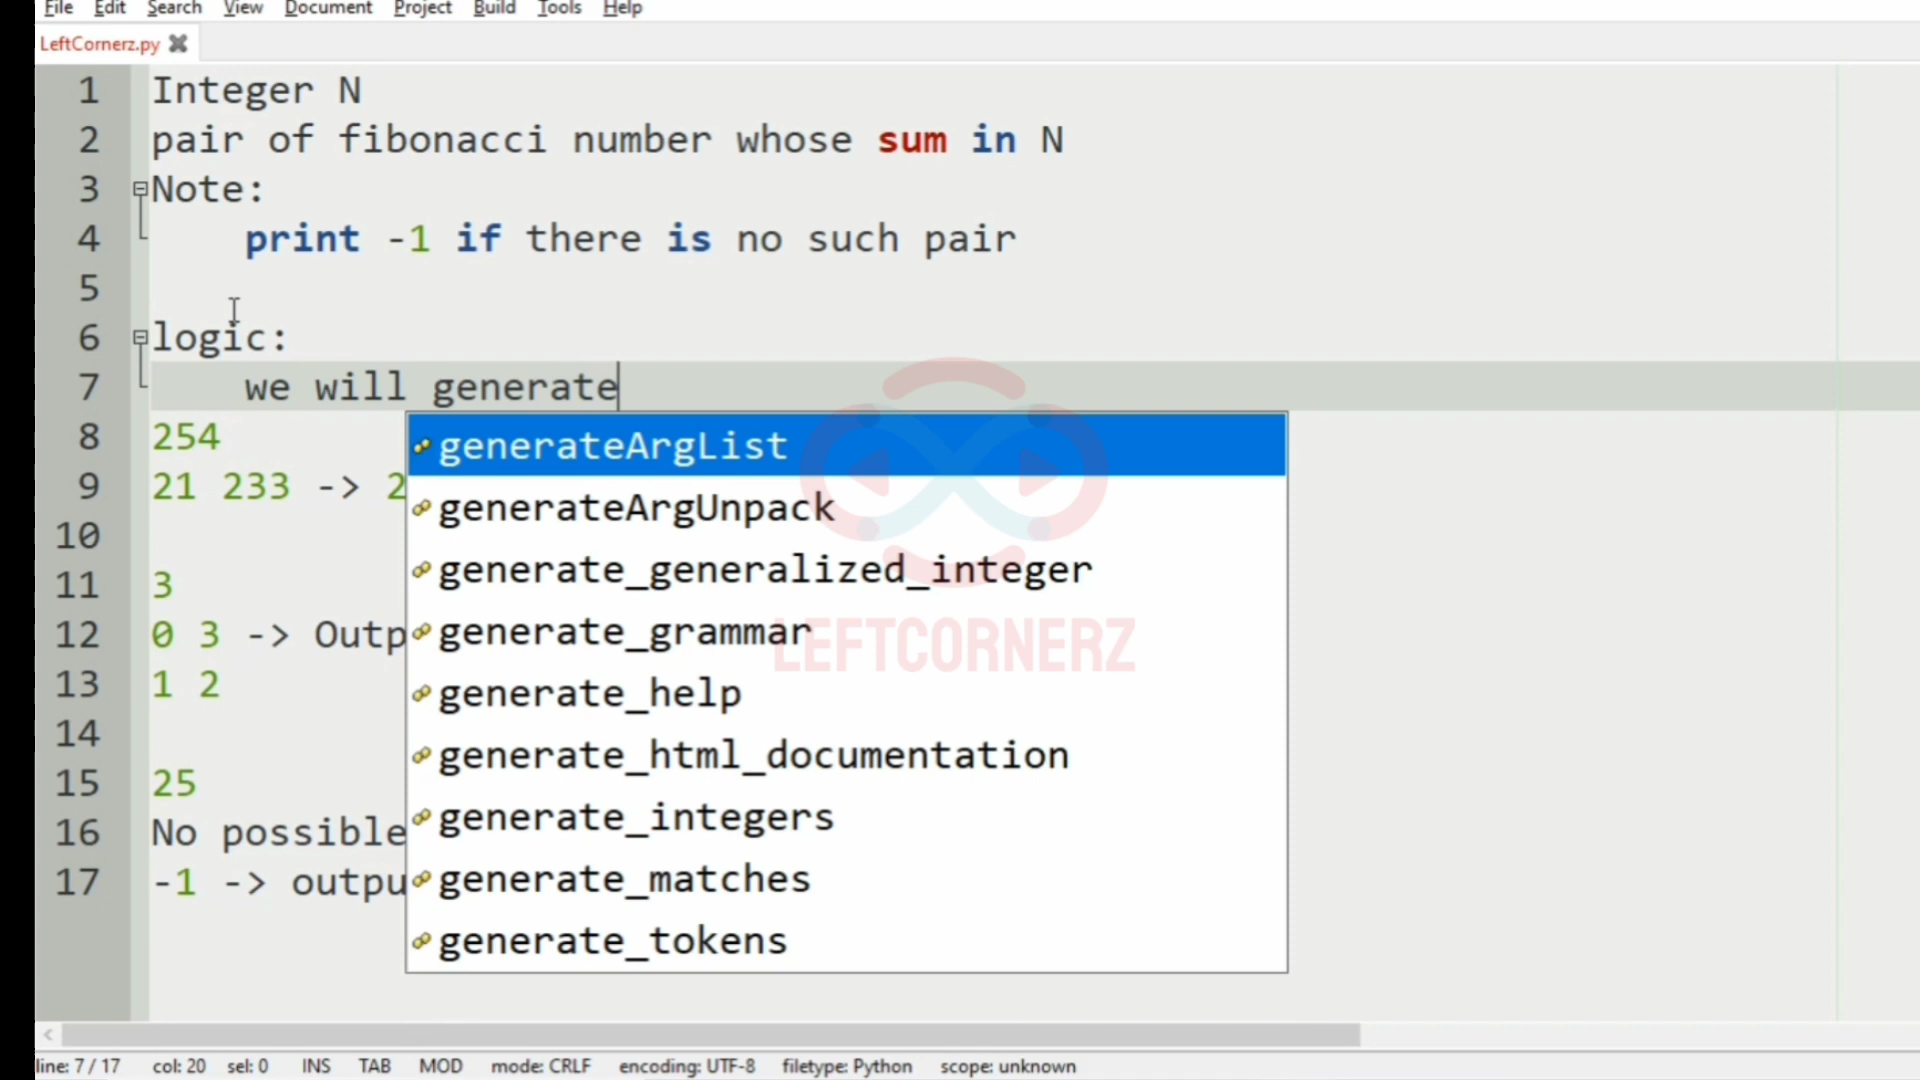 File Edit Search View Document Project Build Tools Help
LeftCornerz.py
1 Integer N
2 pair of fibonacci number whose sum in N
3 Note:
4 print -1 if there is no such pair
5
6 logic:
7 we will generate
8 254
9 21 233 -> 2
10
11 3
12 0 3 -> Outp
13 1 2
14
15 25
16 No possible
17 -1 -> outpu
generateArgList
generateArgUnpack
generate_generalized_integer
generate_grammar
generate_help
generate_html_documentation
generate_integers
generate_matches
generate_tokens
LEFTCORNERZ
line: 7 / 17 col: 20 sel: 0 INS TAB MOD mode: CRLF encoding: UTF-8 filetype: Python scope: unknown